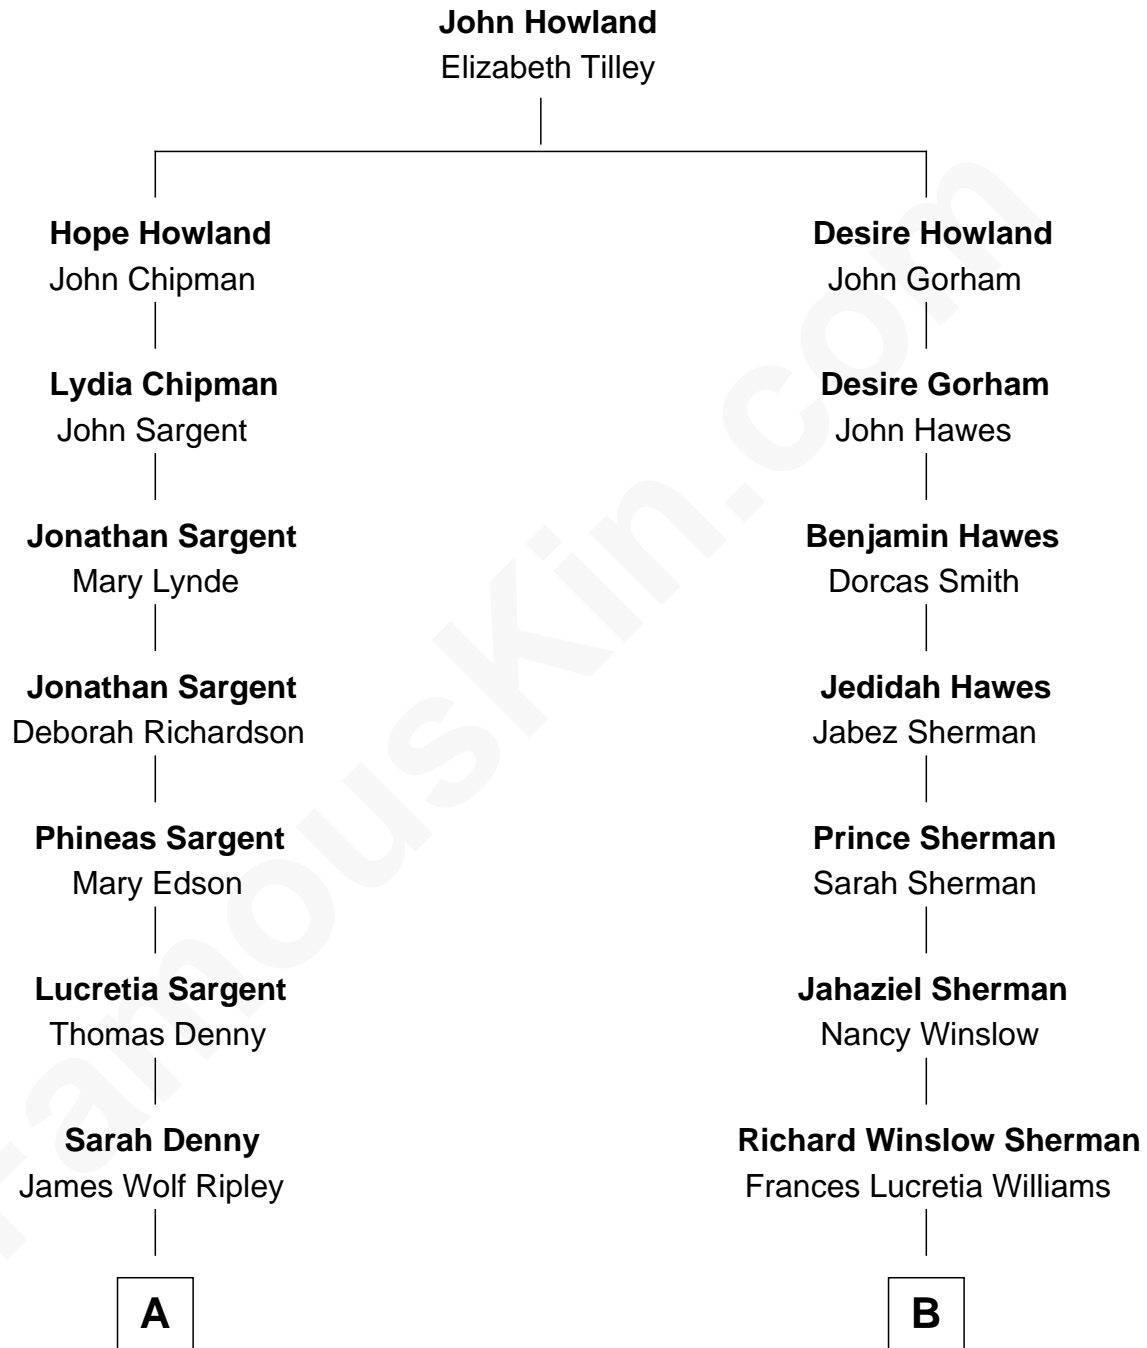 John Howland
Elizabeth Tilley
Hope Howland
John Chipman
Desire Howland
John Gorham
Lydia Chipman
John Sargent
Desire Gorham
John Hawes
Jonathan Sargent
Mary Lynde
Benjamin Hawes
Dorcas Smith
Jonathan Sargent
Deborah Richardson
Jedidah Hawes
Jabez Sherman
Phineas Sargent
Mary Edson
Prince Sherman
Sarah Sherman
Lucretia Sargent
Thomas Denny
Jahaziel Sherman
Nancy Winslow
Sarah Denny
James Wolf Ripley
Richard Winslow Sherman
Frances Lucretia Williams
A
B
FamousKin.com